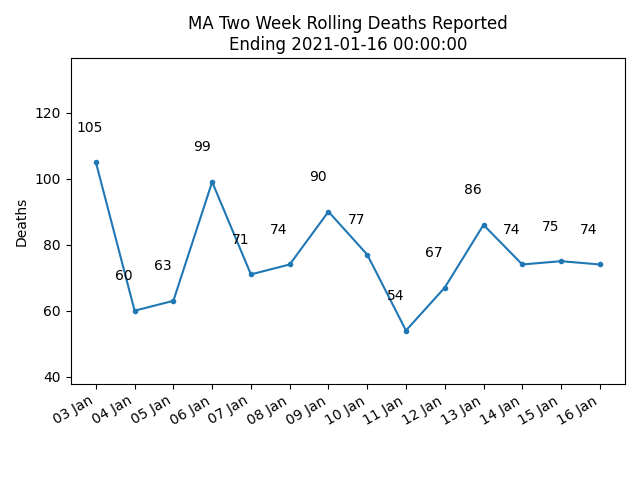 MA Two Week Rolling Deaths Reported
Ending 2021-01-16 00:00:00
Deaths
120
100
80
60
40
105
60
63
99
71
74
90
77
54
67
86
74
75
74
03 Jan
04 Jan
05 Jan
06 Jan
07 Jan
08 Jan
09 Jan
10 Jan
11 Jan
12 Jan
13 Jan
14 Jan
15 Jan
16 Jan